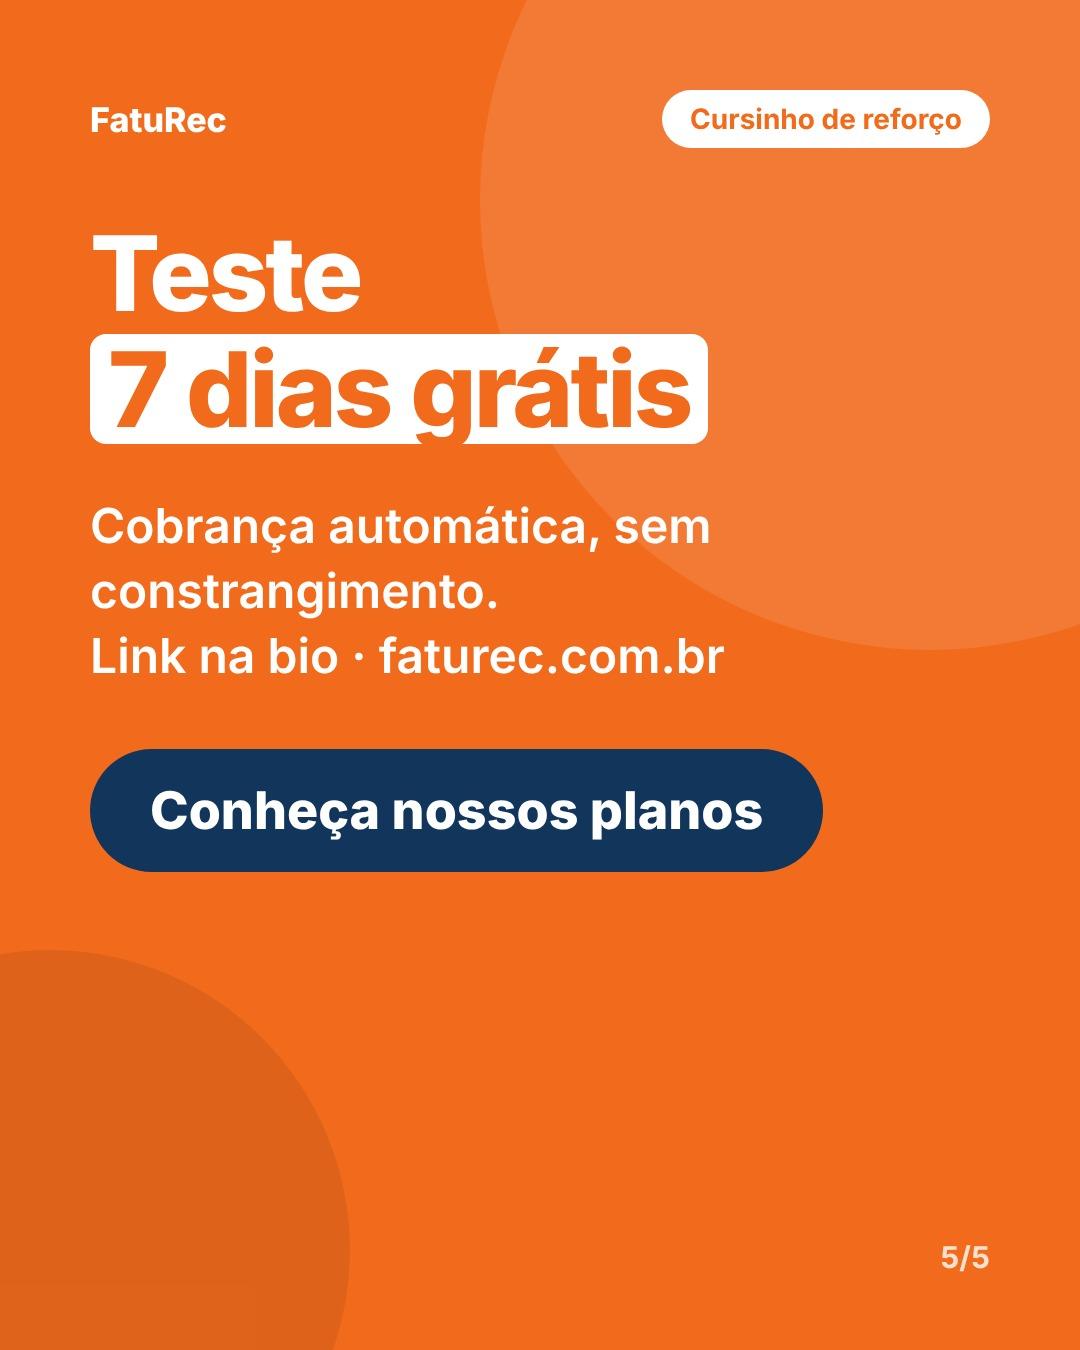 FatuRec
Cursinho de reforço
Teste
7 dias grátis
Cobrança automática, sem
constrangimento.
Link na bio · faturec.com.br
Conheça nossos planos
5/5